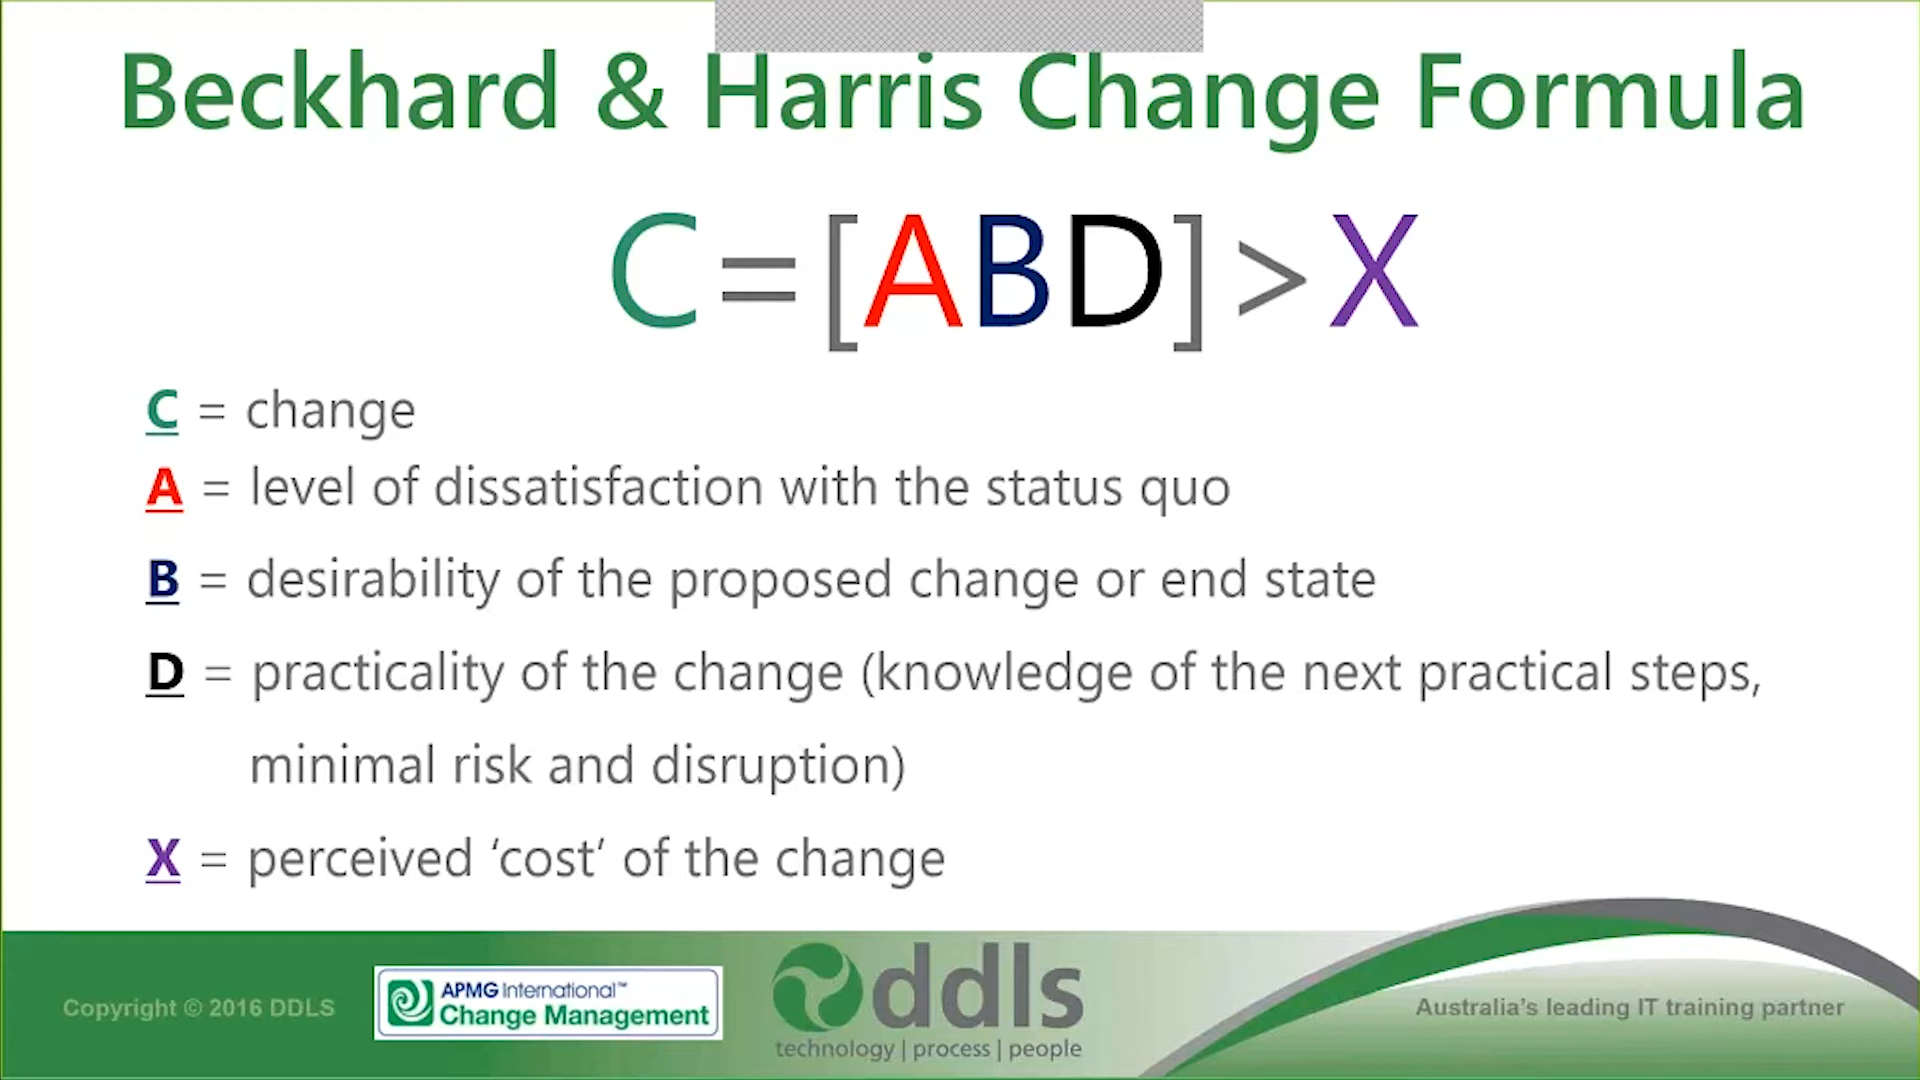 Beckhard & Harris Change Formula
C=[ABD]>X
C = change
A = level of dissatisfaction with the status quo
B = desirability of the proposed change or end state
D = practicality of the change (knowledge of the next practical steps,
minimal risk and disruption)
X = perceived ‘cost’ of the change
Copyright © 2016 DDLS
APMG International™
Change Management
ddls
technology | process | people
Australia’s leading IT training partner